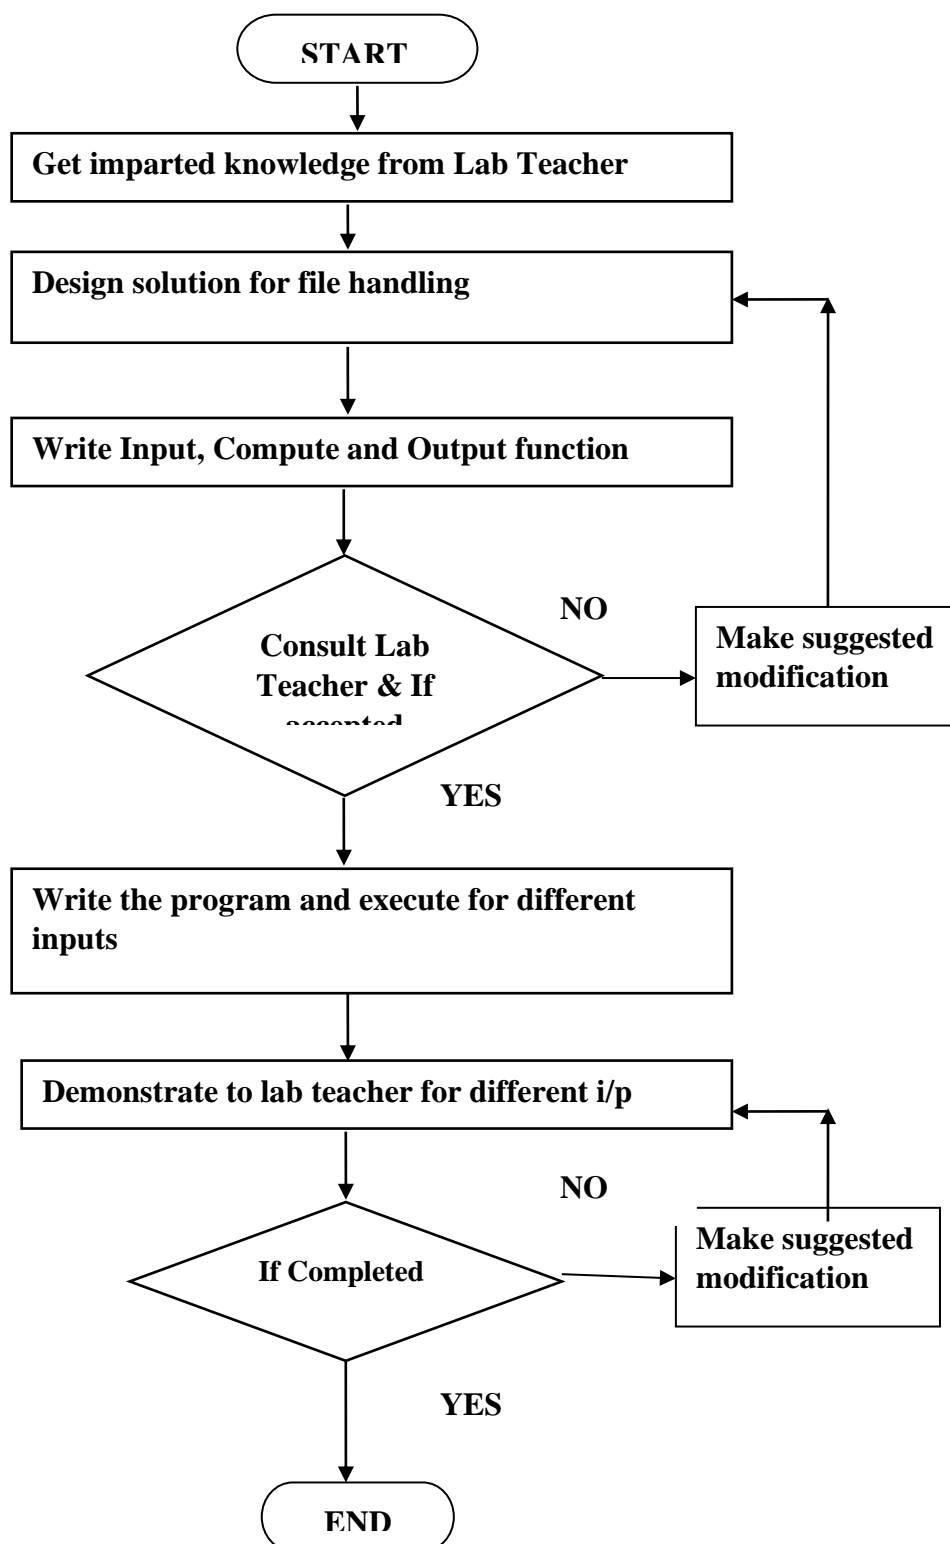 START
Get imparted knowledge from Lab Teacher
Design solution for file handling
Write Input, Compute and Output function
NO
Consult Lab
Teacher & If
accepted
Make suggested
modification
YES
Write the program and execute for different
inputs
Demonstrate to lab teacher for different i/p
NO
If Completed
Make suggested
modification
YES
END